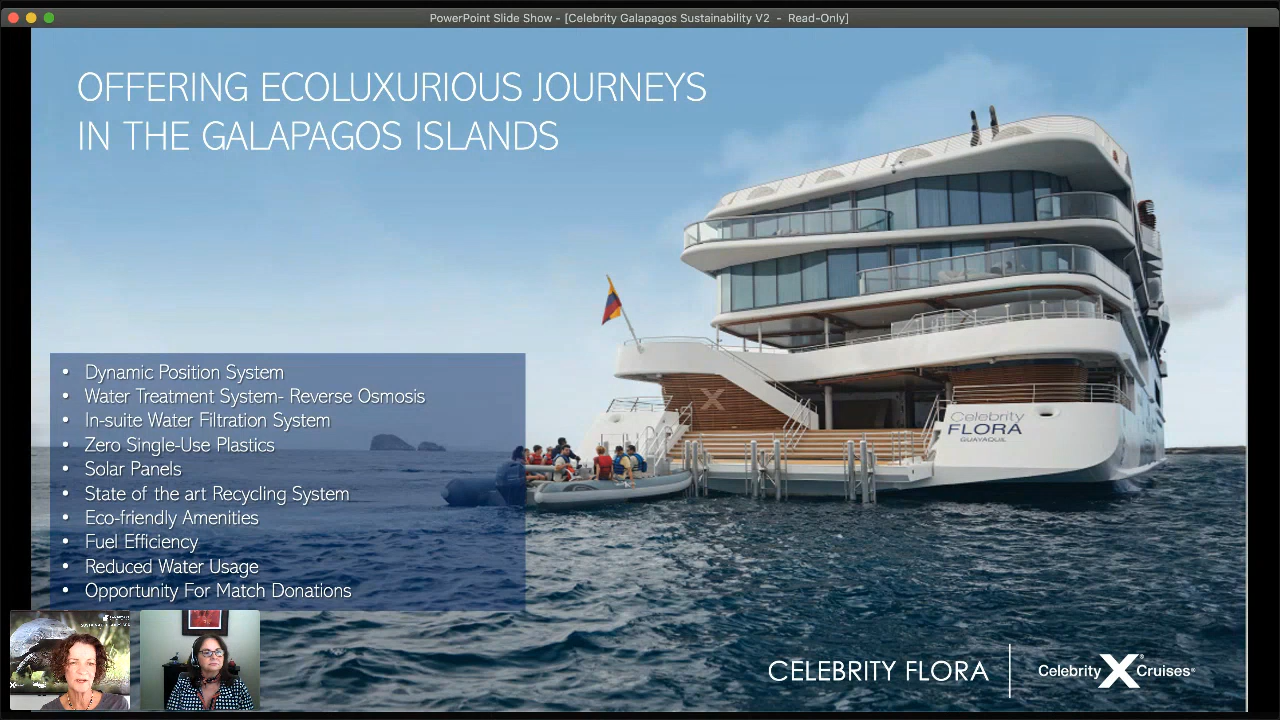 PowerPoint Slide Show - [Celebrity Galapagos Sustainability V2 - Read-Only]
OFFERING ECOLUXURIOUS JOURNEYS
IN THE GALAPAGOS ISLANDS
Celebrity
FLORA
GUAYAQUIL
X
• Dynamic Position System
• Water Treatment System- Reverse Osmosis
• In-suite Water Filtration System
• Zero Single-Use Plastics
• Solar Panels
• State of the art Recycling System
• Eco-friendly Amenities
• Fuel Efficiency
• Reduced Water Usage
• Opportunity For Match Donations
CELEBRITY FLORA
Celebrity X Cruises®